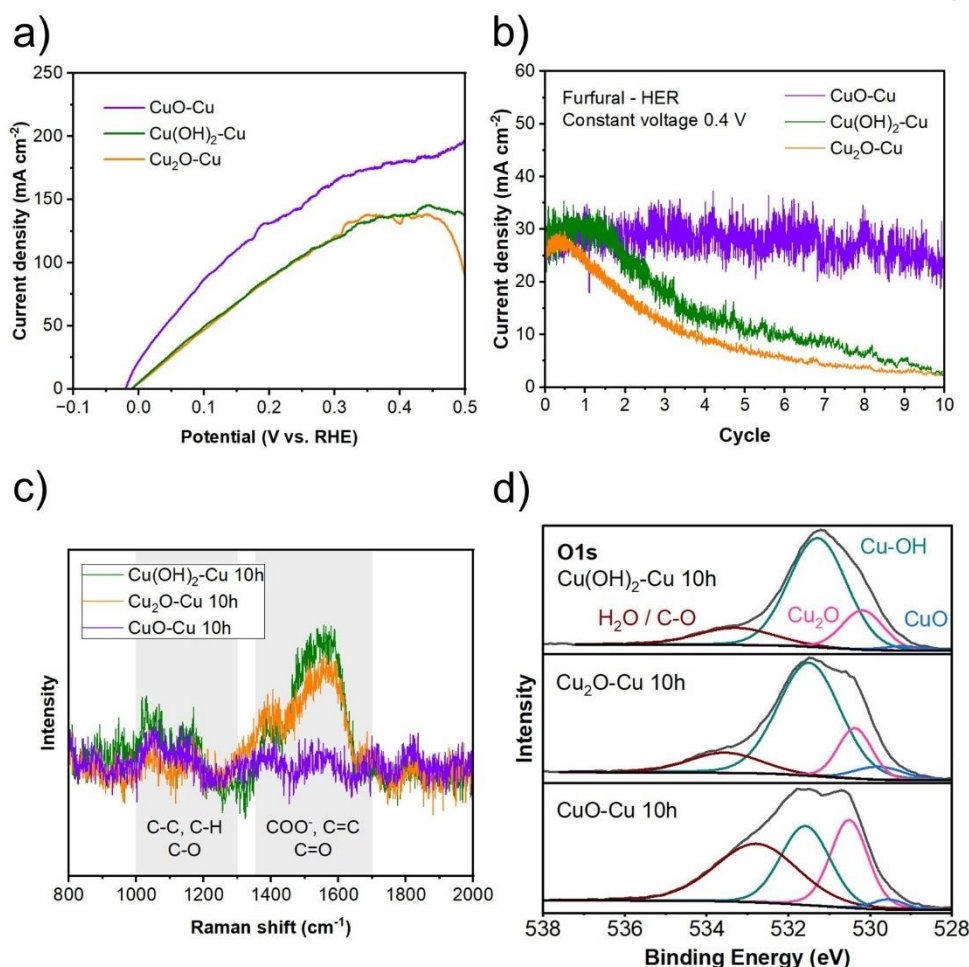 a)
250
200
150
100
50
0
CuO-Cu
Cu(OH)₂-Cu
Cu₂O-Cu
Current density (mA cm⁻²)
−0.1 0.0 0.1 0.2 0.3 0.4 0.5
Potential (V vs. RHE)
b)
60
50
40
30
20
10
0
Furfural - HER
Constant voltage 0.4 V
CuO-Cu
Cu(OH)₂-Cu
Cu₂O-Cu
Current density (mA cm⁻²)
0 1 2 3 4 5 6 7 8 9 10
Cycle
c)
Cu(OH)₂-Cu 10h
Cu₂O-Cu 10h
CuO-Cu 10h
Intensity
C-C, C-H
C-O
COO⁻, C=C
C=O
800 1000 1200 1400 1600 1800 2000
Raman shift (cm⁻¹)
d)
O1s
Cu(OH)₂-Cu 10h
Cu-OH
H₂O / C-O
Cu₂O
CuO
Cu₂O-Cu 10h
CuO-Cu 10h
Intensity
538 536 534 532 530 528
Binding Energy (eV)